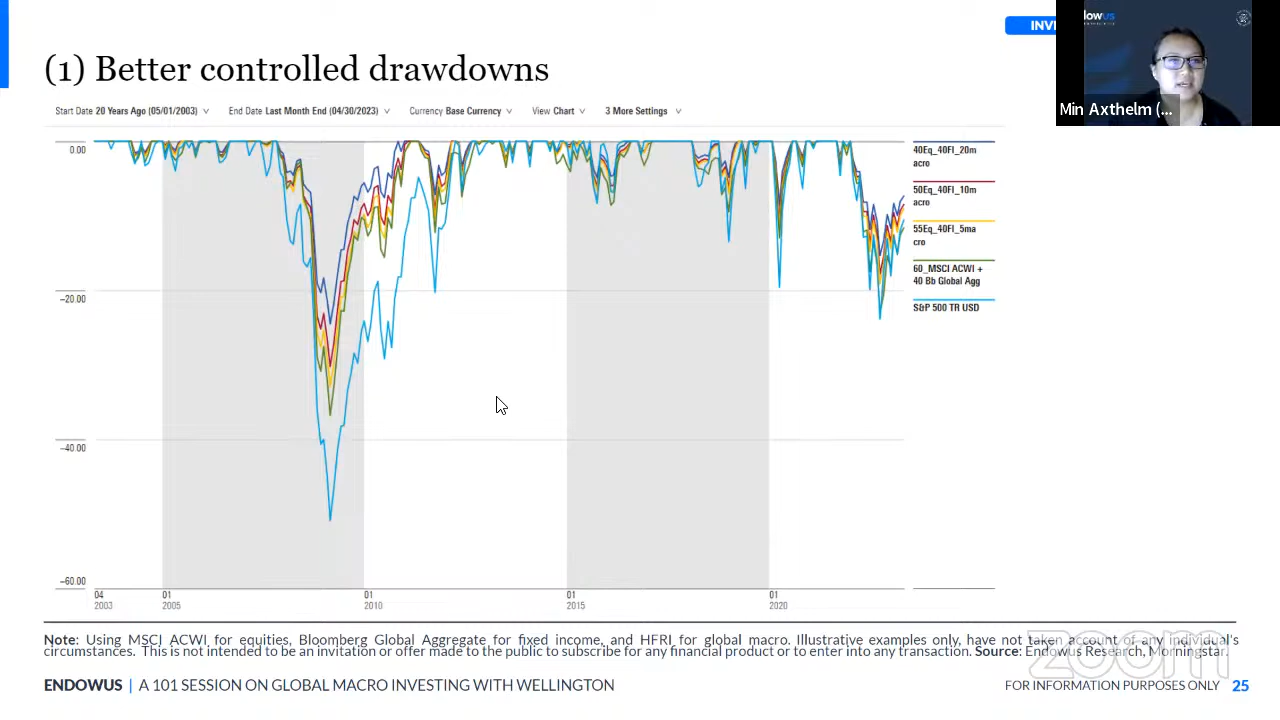 INV
lowus
Min Axthelm (...
(1) Better controlled drawdowns
Start Date 20 Years Ago (05/01/2003) End Date Last Month End (04/30/2023) Currency Base Currency View Chart 3 More Settings
0.00
-20.00
-40.00
-60.00
04
2003
01
2005
01
2010
01
2015
01
2020
40Eq_40FI_20m
acro
50Eq_40FI_10m
acro
55Eq_40FI_5ma
cro
60_MSCI ACWI +
40 Bb Global Agg
S&P 500 TR USD
Note: Using MSCI ACWI for equities, Bloomberg Global Aggregate for fixed income, and HFRI for global macro. Illustrative examples only, have not taken account of any individual's
circumstances. This is not intended to be an invitation or offer made to the public to subscribe for any financial product or to enter into any transaction. Source: Endowus Research, Morningstar.
zoom
ENDOWUS | A 101 SESSION ON GLOBAL MACRO INVESTING WITH WELLINGTON
FOR INFORMATION PURPOSES ONLY 25